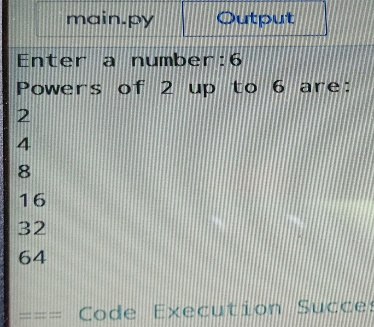 main.py Output
Enter a number:6
Powers of 2 up to 6 are:
2
4
8
16
32
64
=== Code Execution